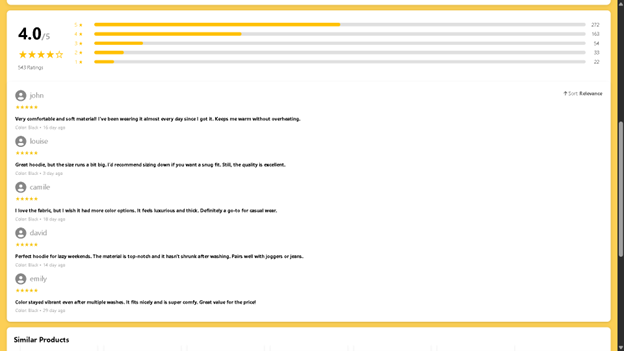 4.0/5
543 Ratings
5 ★ 272
4 ★ 163
3 ★ 54
2 ★ 33
1 ★ 22
Sort: Relevance
john
Very comfortable and soft material! I've been wearing it almost every day since I got it. Keeps me warm without overheating.
Color: Black • 16 day ago
louise
Great hoodie, but the size runs a bit big. I'd recommend sizing down if you want a snug fit. Still, the quality is excellent.
Color: Black • 5 day ago
camile
I love the fabric, but I wish it had more color options. It feels luxurious and thick. Definitely a go-to for casual wear.
Color: Black • 18 day ago
david
Perfect hoodie for lazy weekends. The material is top-notch and it hasn't shrunk after washing. Pairs well with joggers or jeans.
Color: Black • 14 day ago
emily
Color stayed vibrant even after multiple washes. It fits nicely and is super comfy. Great value for the price!
Color: Black • 29 day ago
Similar Products